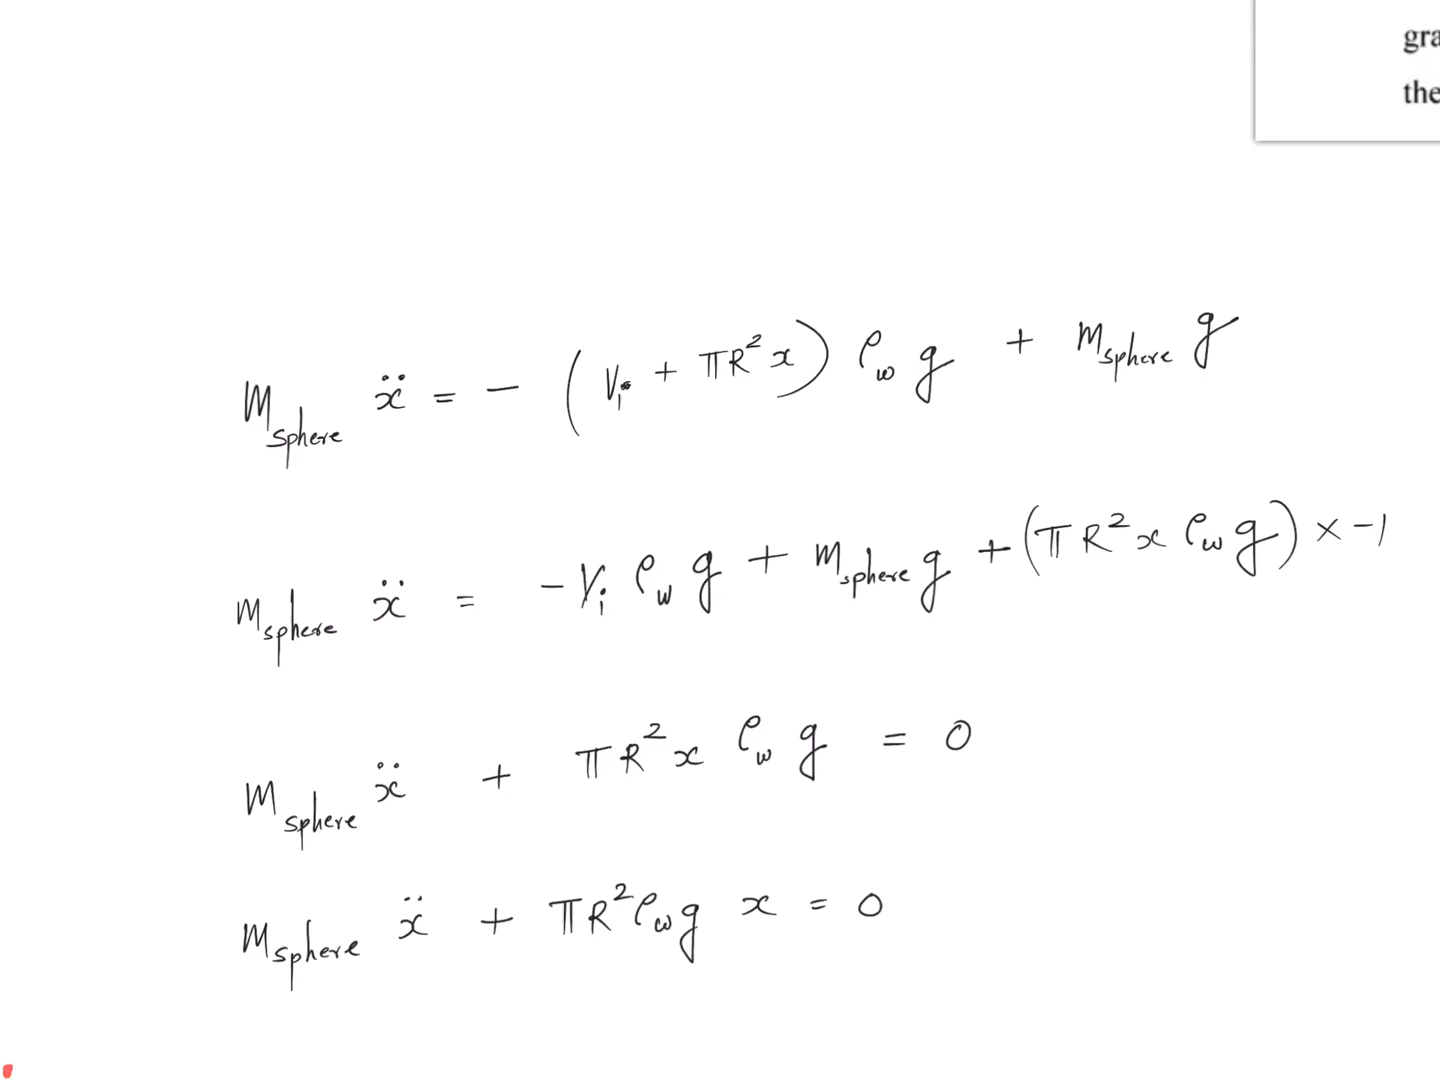 gra
the
M_sphere ẍ = - (V_i + πR²x) ρ_w g + m_sphere g
m_sphere ẍ = -V_i ρ_w g + m_sphere g + (πR²x ρ_w g) × -1
m_sphere ẍ + πR²x ρ_w g = 0
m_sphere ẍ + πR²ρ_w g x = 0